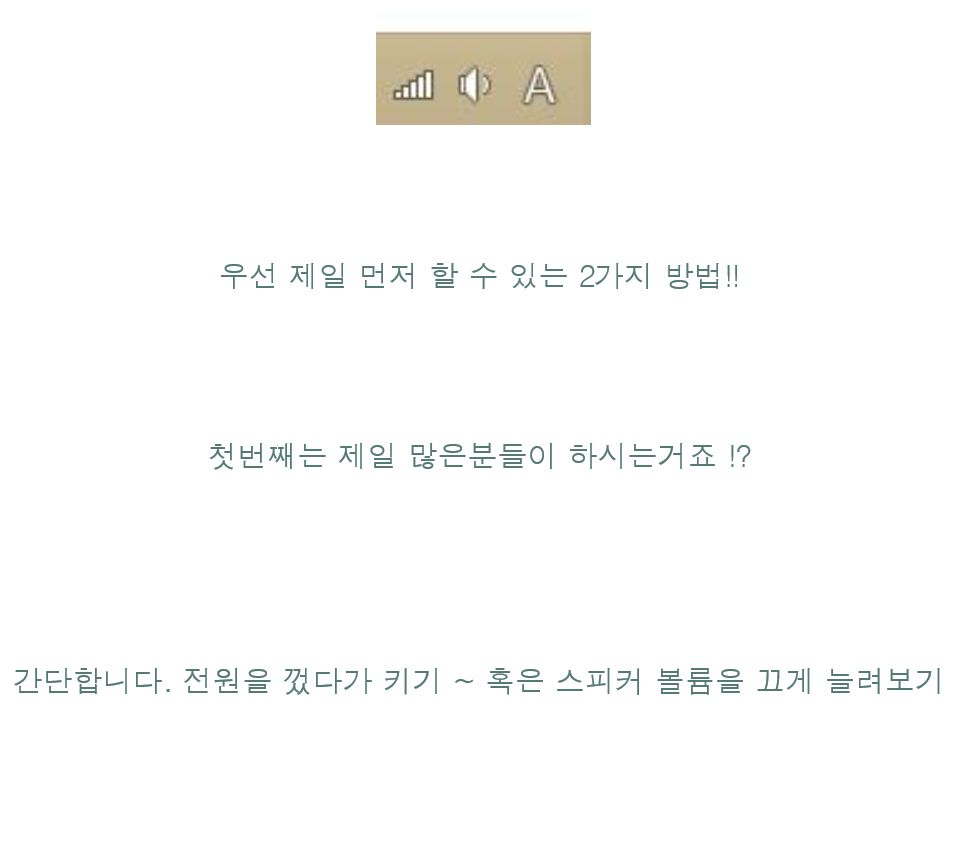 A
우선 제일 먼저 할 수 있는 2가지 방법!!
첫번째는 제일 많은분들이 하시는거죠 !?
간단합니다. 전원을 껐다가 키기 ~ 혹은 스피커 볼륨을 끄게 늘려보기